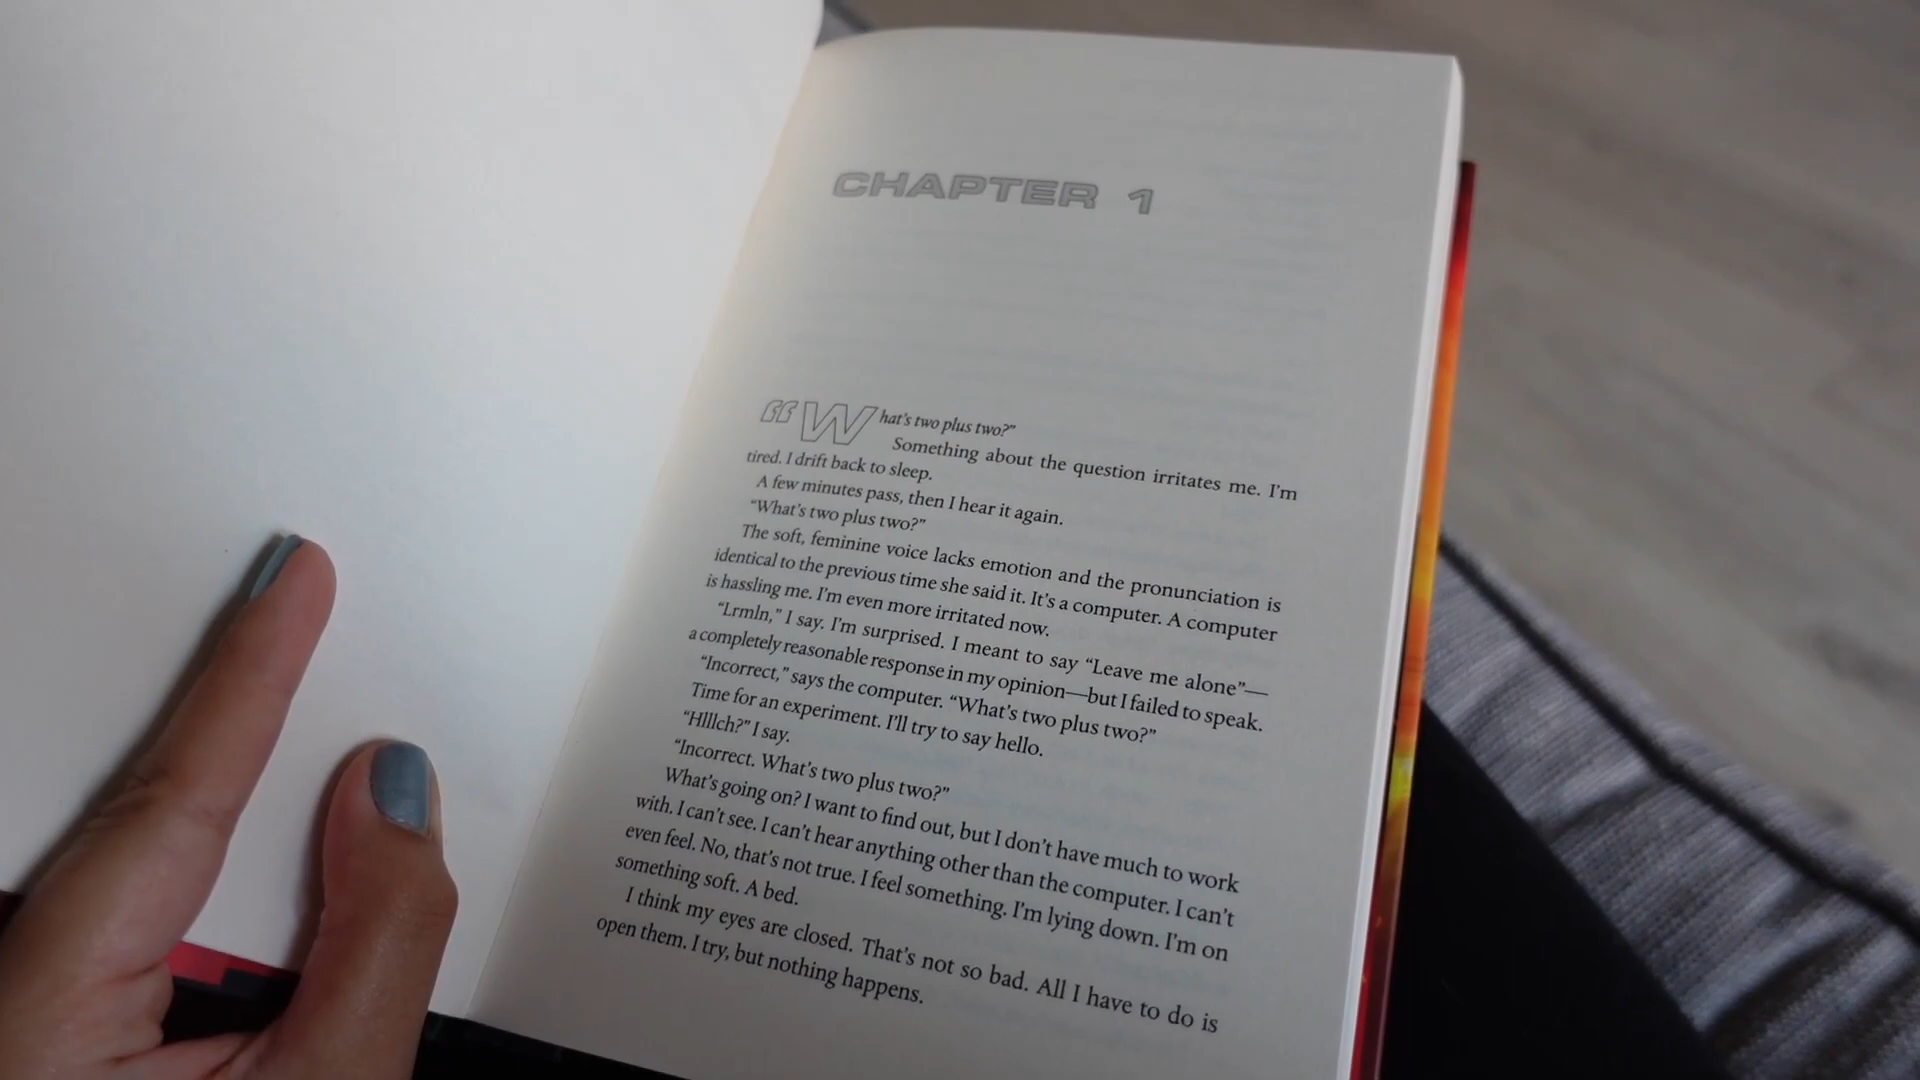 CHAPTER 1
“What’s two plus two?”
Something about the question irritates me. I’m
tired. I drift back to sleep.
A few minutes pass, then I hear it again.
“What’s two plus two?”
The soft, feminine voice lacks emotion and the pronunciation is
identical to the previous time she said it. It’s a computer. A computer
is hassling me. I’m even more irritated now.
“Lrmln,” I say. I’m surprised. I meant to say “Leave me alone”—
a completely reasonable response in my opinion—but I failed to speak.
“Incorrect,” says the computer. “What’s two plus two?”
Time for an experiment. I’ll try to say hello.
“Hlllch?” I say.
“Incorrect. What’s two plus two?”
What’s going on? I want to find out, but I don’t have much to work
with. I can’t see. I can’t hear anything other than the computer. I can’t
even feel. No, that’s not true. I feel something. I’m lying down. I’m on
something soft. A bed.
I think my eyes are closed. That’s not so bad. All I have to do is
open them. I try, but nothing happens.